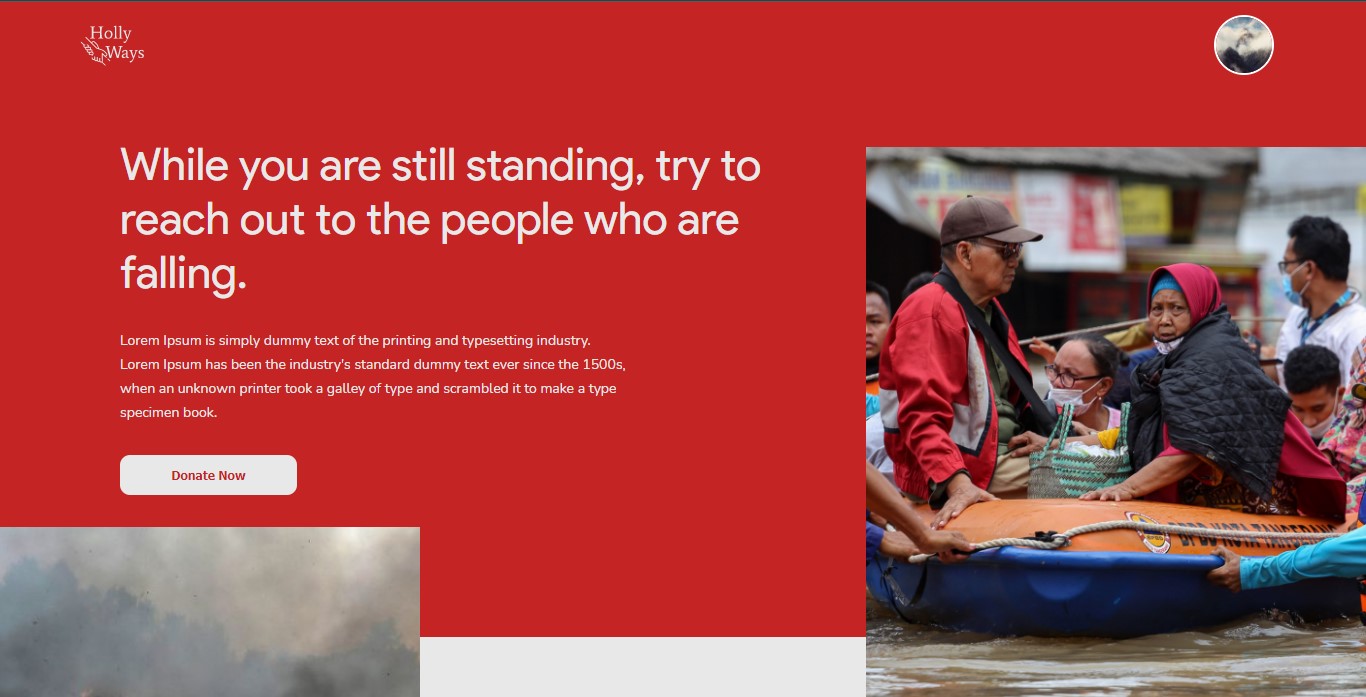 Holly
Ways
While you are still standing, try to
reach out to the people who are
falling.
Lorem Ipsum is simply dummy text of the printing and typesetting industry.
Lorem Ipsum has been the industry's standard dummy text ever since the 1500s,
when an unknown printer took a galley of type and scrambled it to make a type
specimen book.
Donate Now
BPBD KOTA TANGERANG